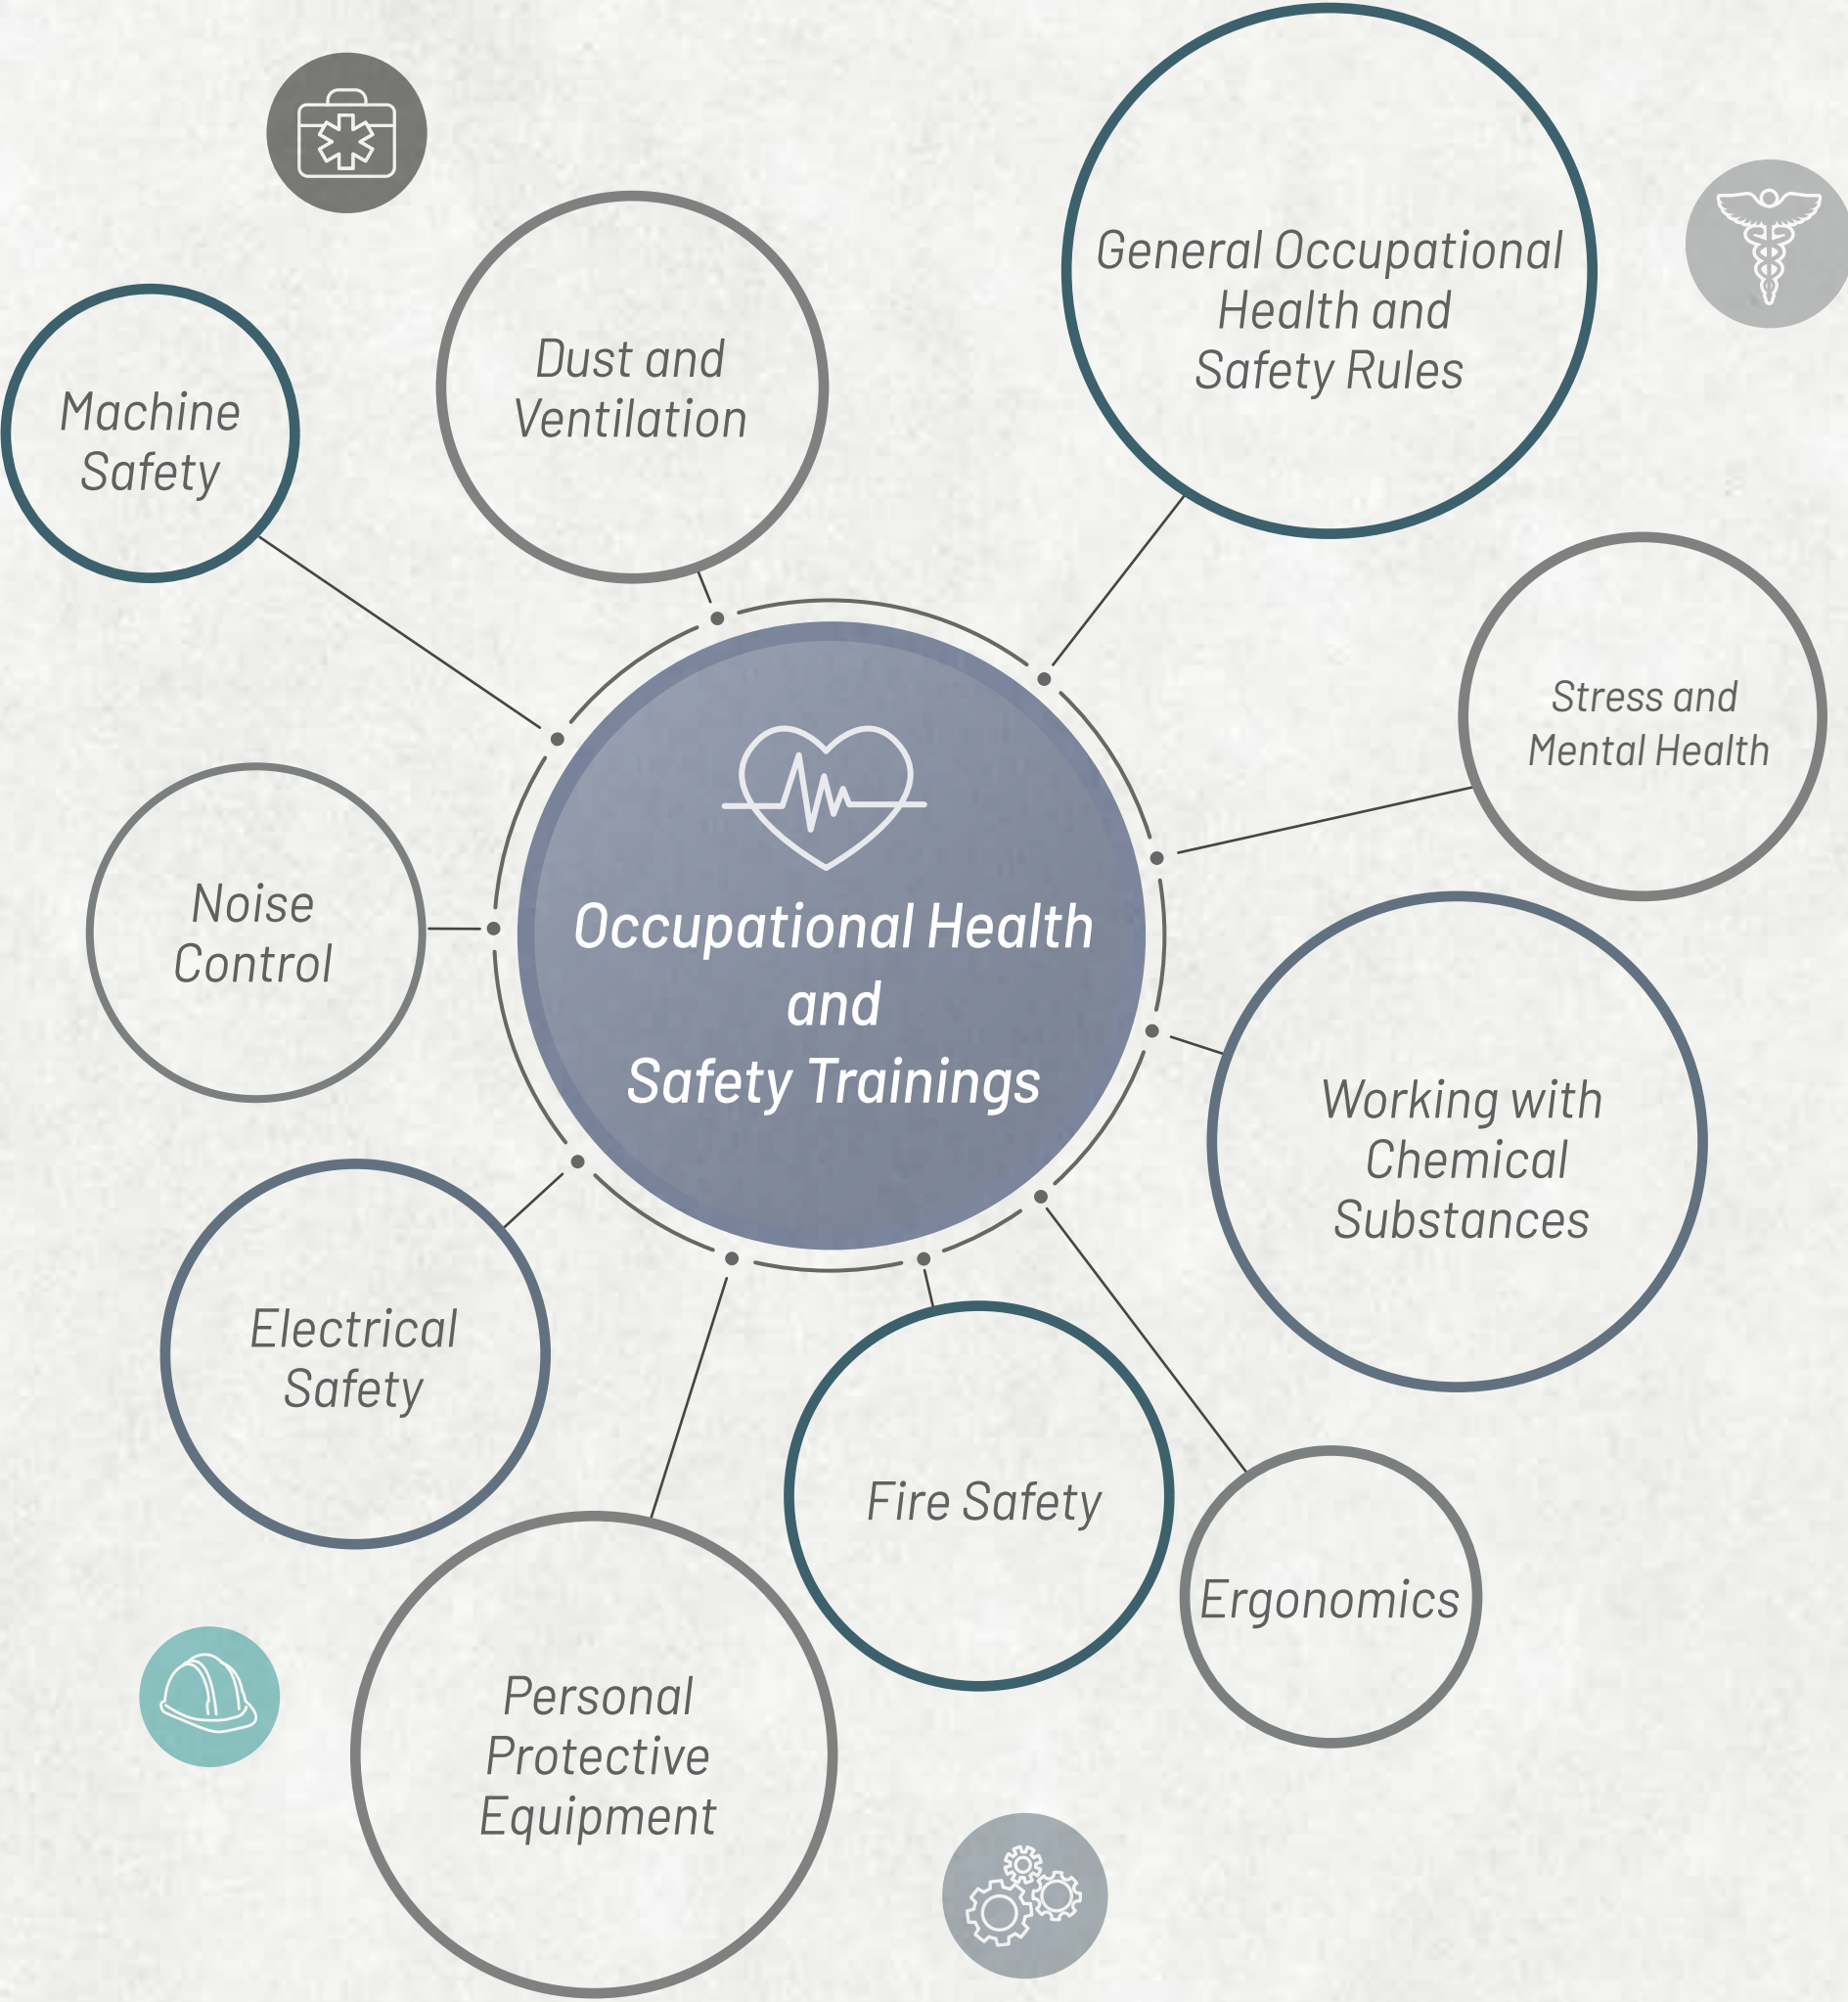 General Occupational
Health and
Safety Rules
Dust and
Ventilation
Machine
Safety
Stress and
Mental Health
Noise
Control
Occupational Health
and
Safety Trainings
Working with
Chemical
Substances
Electrical
Safety
Fire Safety
Ergonomics
Personal
Protective
Equipment